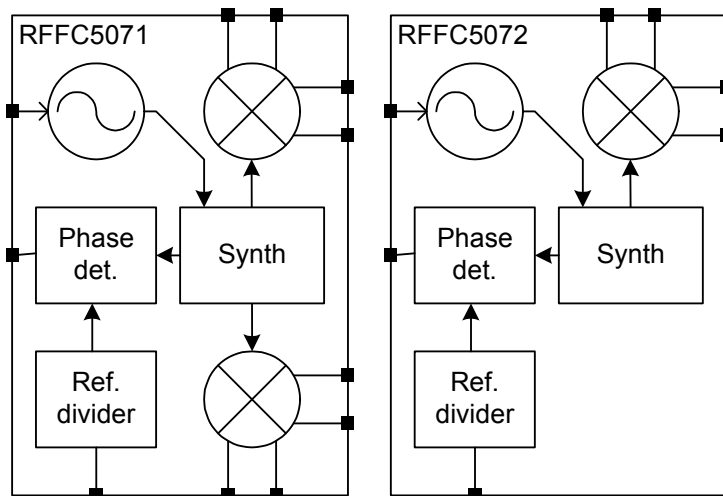 RFFC5071
Phase
det.
Synth
Ref.
divider
RFFC5072
Phase
det.
Synth
Ref.
divider